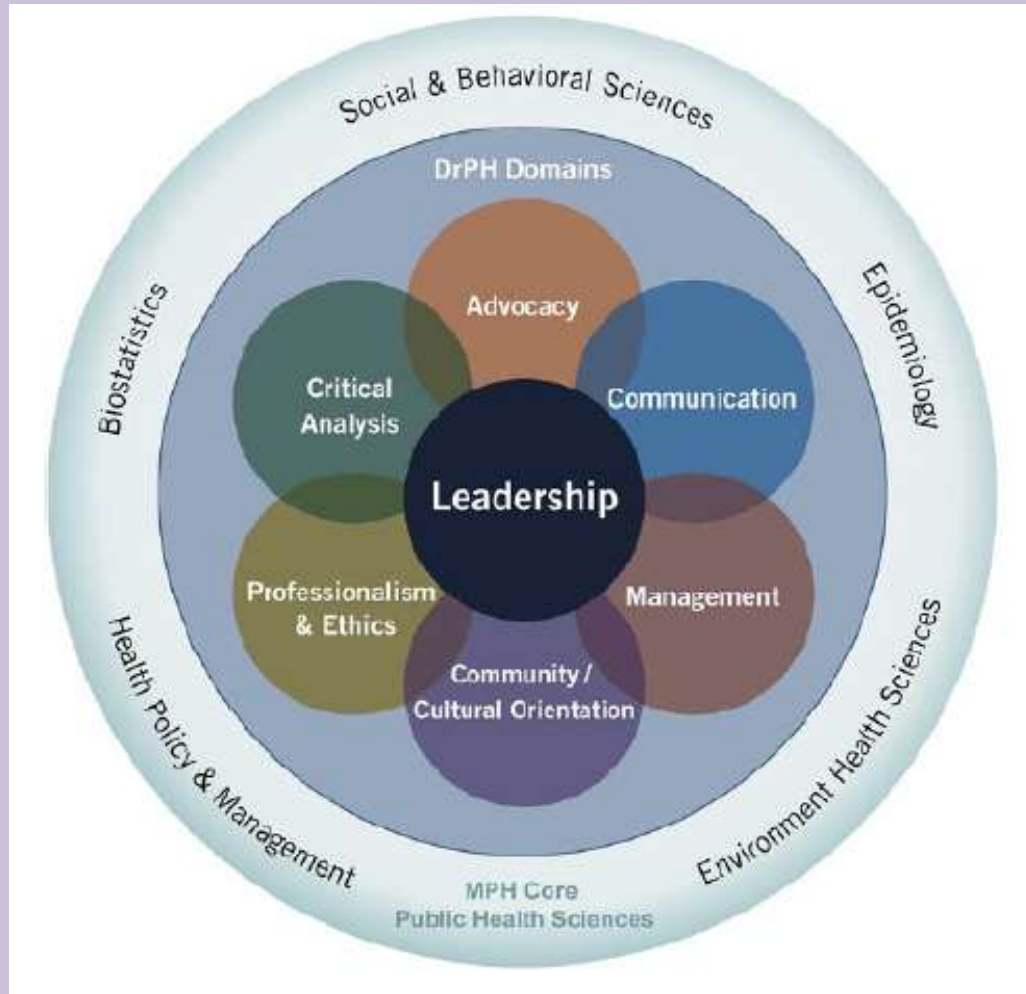 Social & Behavioral Sciences
DrPH Domains
Advocacy
Biostatistics
Epidemiology
Critical
Analysis
Communication
Leadership
Professionalism
& Ethics
Management
Community /
Cultural Orientation
Health Policy & Management
Environment Health Sciences
MPH Core
Public Health Sciences